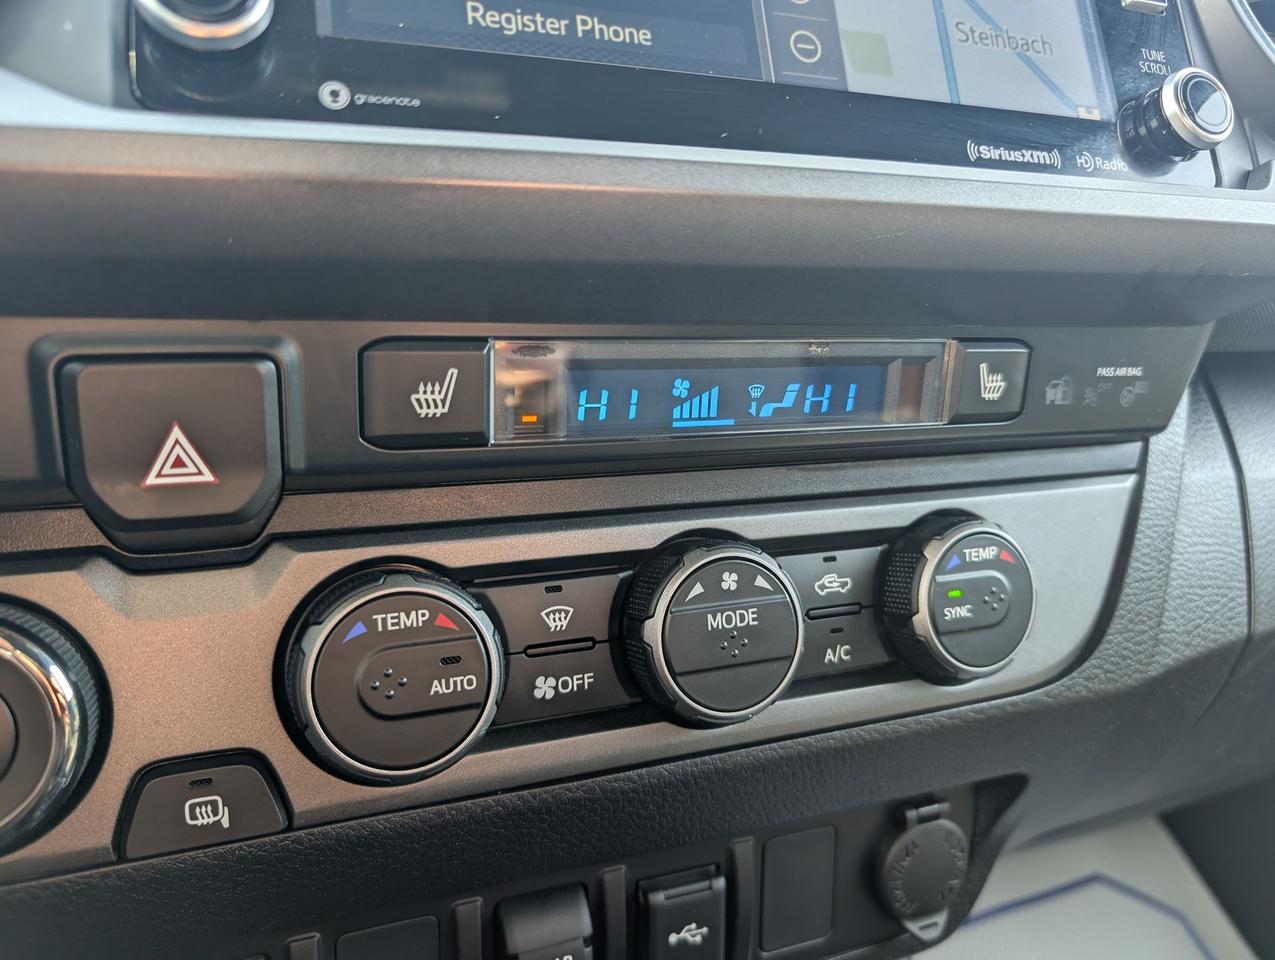 Register Phone
Steinbach
TUNE
SCROLL
gracenote
((SiriusXM))
HD Radio
HI
HI
PASS AIR BAG
OFF
TEMP
AUTO
OFF
MODE
A/C
TEMP
SYNC